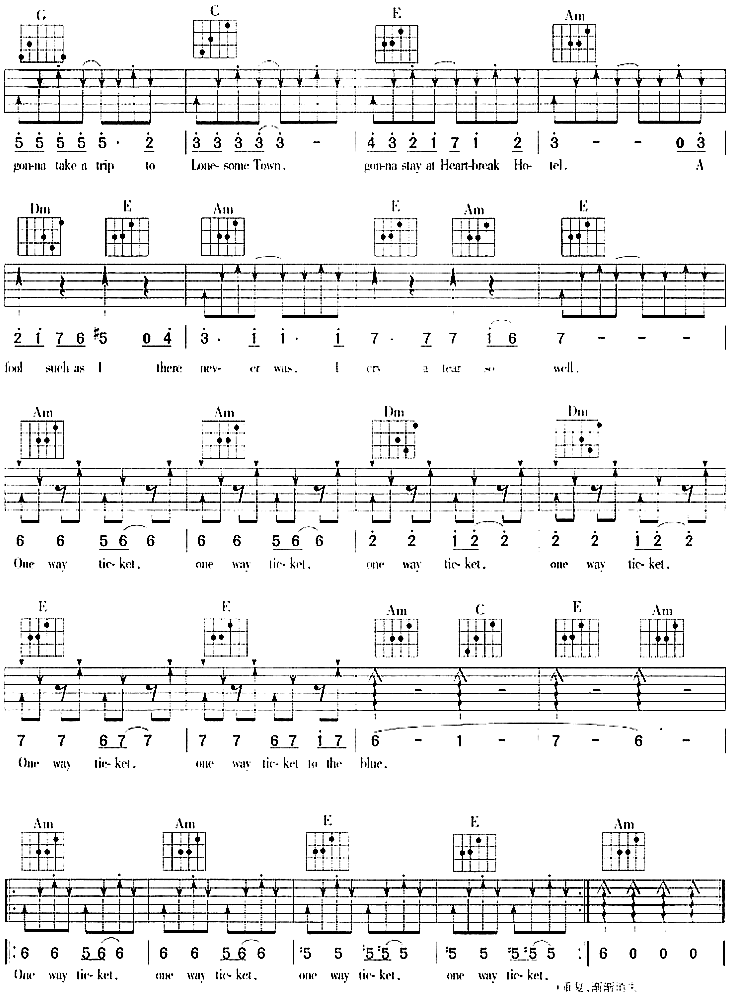 G C E Am
5 5 5 5 5 · 2 | 3 3 3 3 3 - | 4 3 2 1 7 1 2 | 3 - - 0 3
gon-na take a trip to Lone- some Town. gon-na stay at Heart-break Ho- tel. A
Dm E Am E Am E
2 1 7 6 #5 0 4 | 3 · 1 1 · 1 | 7 · 7 7 1 6 | 7 - - -
fool such as I there nev- er was. I cry a tear so well.
Am Am Dm Dm
6 6 5 6 6 | 6 6 5 6 6 | 2 2 1 2 2 | 2 2 1 2 2
One way tic- ket, one way tic- ket, one way tic- ket, one way tic- ket,
E E Am C E Am
7 7 6 7 7 | 7 7 6 7 1 7 | 6 - 1 - 7 - 6 -
One way tic- ket, one way tic-ket to the blue.
Am Am E E Am
|: 6 6 5 6 6 | 6 6 5 6 6 | #5 5 #5 #5 5 | #5 5 #5 #5 5 :|| 6 0 0 0 |
One way tic-ket, one way tic-ket, one way tic-ket, one way tic-ket.
重复,渐渐消失